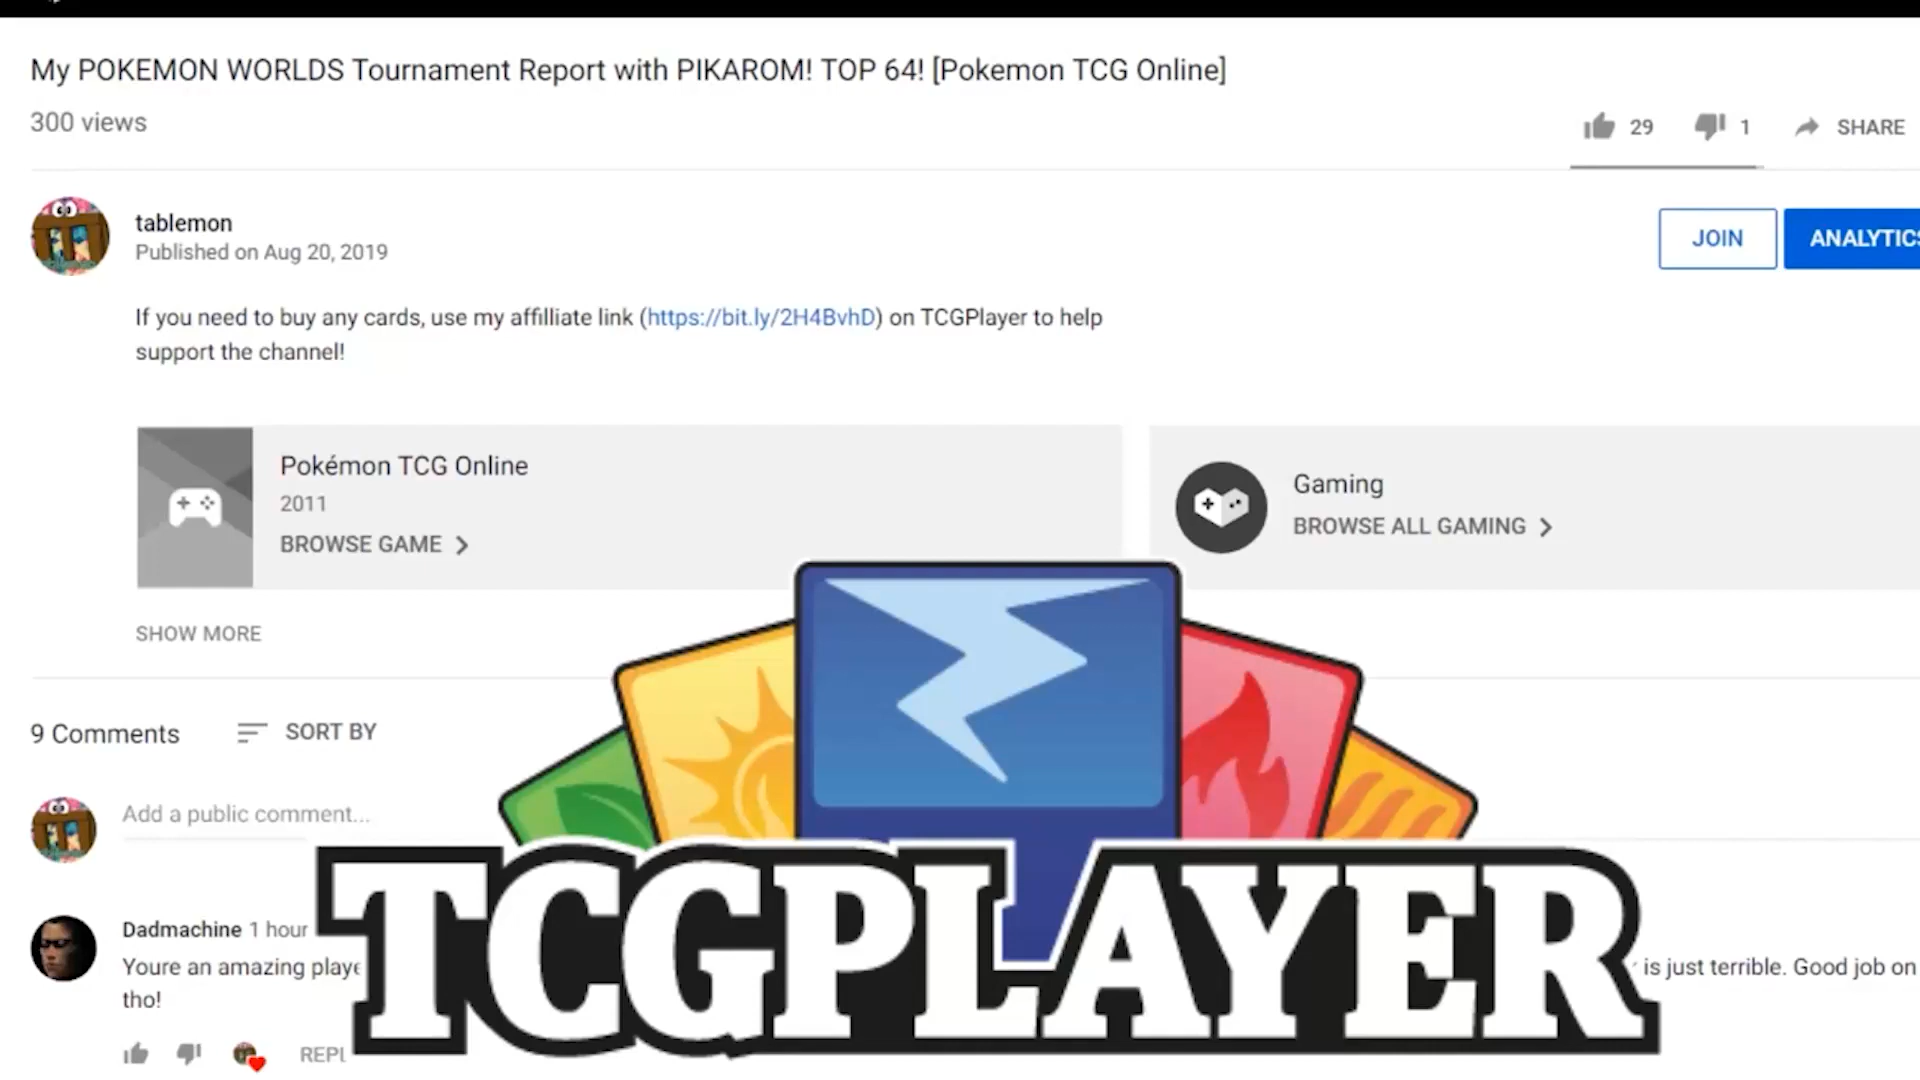 My POKEMON WORLDS Tournament Report with PIKAROM! TOP 64! [Pokemon TCG Online]
300 views
29 1 SHARE
tablemon
Published on Aug 20, 2019
JOIN ANALYTICS
If you need to buy any cards, use my affilliate link (https://bit.ly/2H4BvhD) on TCGPlayer to help
support the channel!
Pokémon TCG Online
2011
BROWSE GAME
Gaming
BROWSE ALL GAMING
SHOW MORE
9 Comments SORT BY
Add a public comment...
Dadmachine 1 hour
Youre an amazing playe is just terrible. Good job on
tho!
REPL
TCGPLAYER